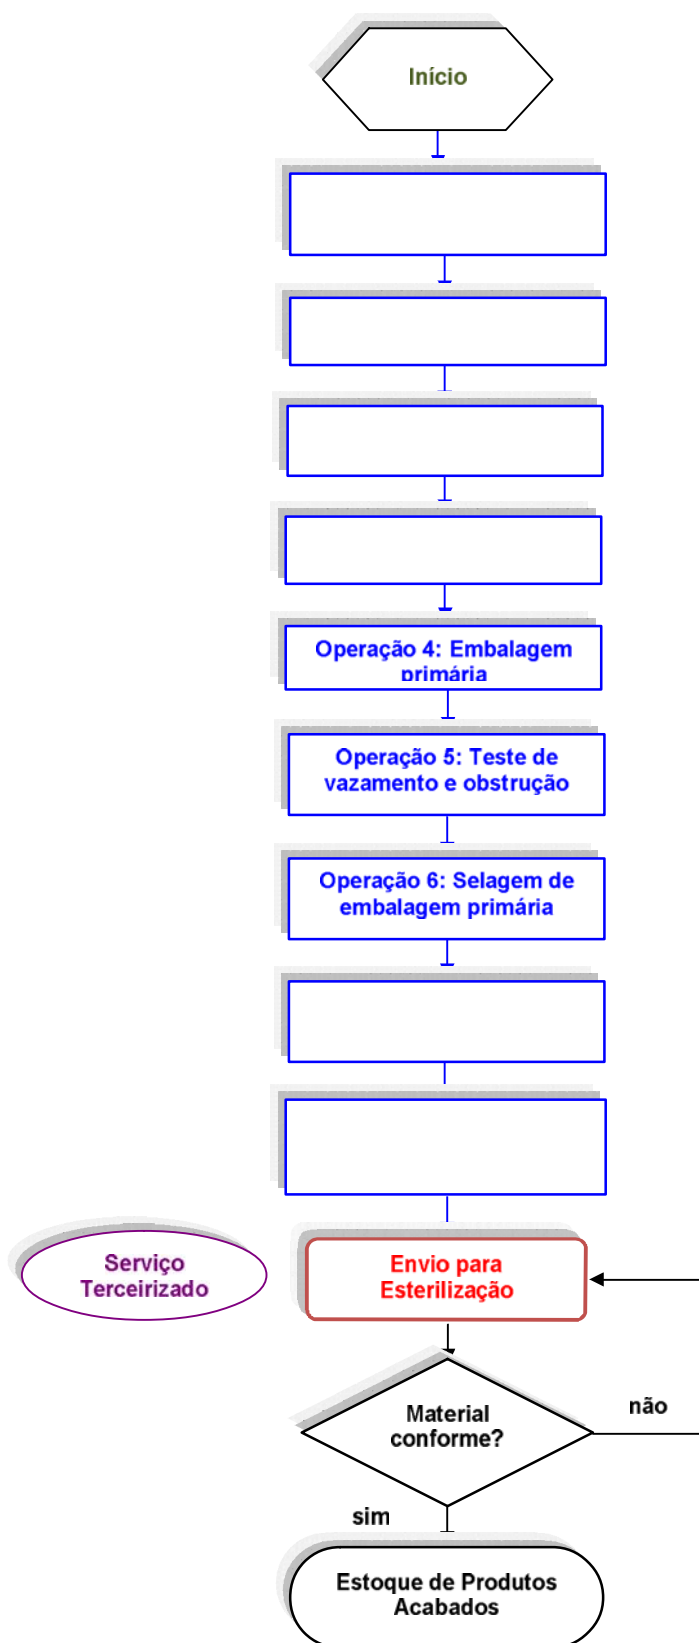 Início
Operação 4: Embalagem
primária
Operação 5: Teste de
vazamento e obstrução
Operação 6: Selagem de
embalagem primária
Serviço
Terceirizado
Envio para
Esterilização
Material
conforme?
não
sim
Estoque de Produtos
Acabados